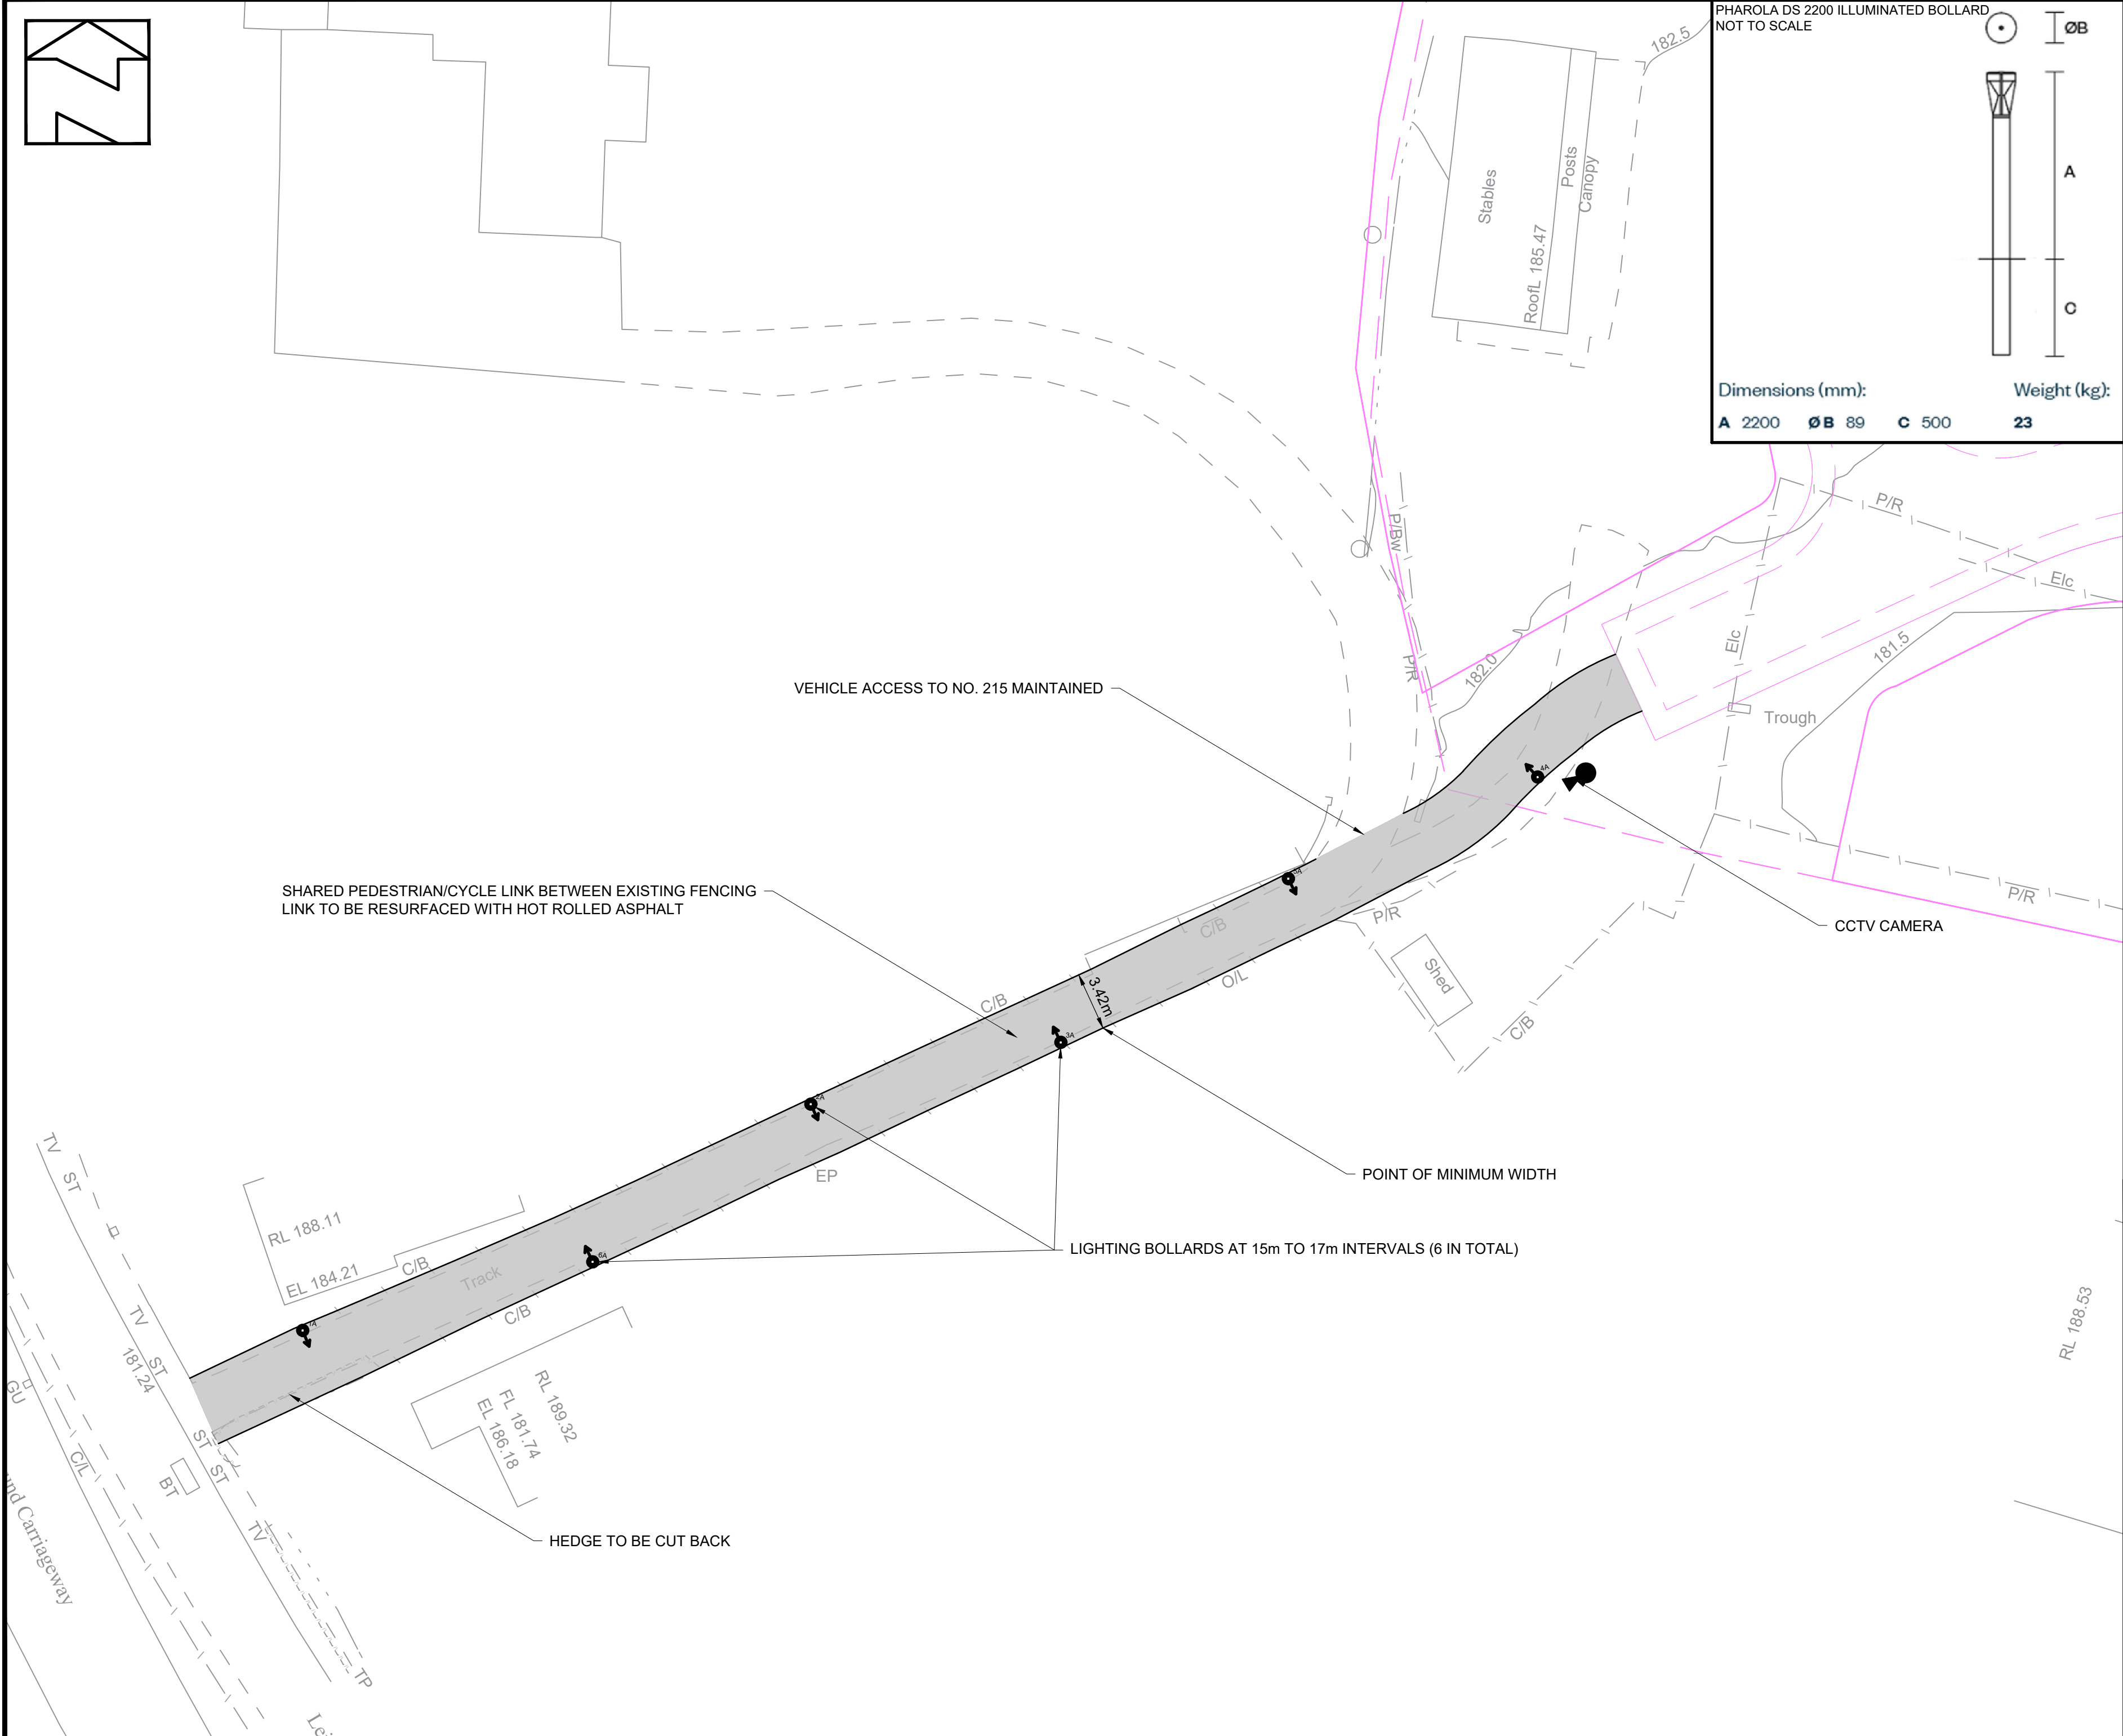 PHAROLA DS 2200 ILLUMINATED BOLLARD
NOT TO SCALE
ØB
A
C
Dimensions (mm):
Weight (kg):
A 2200 ØB 89 C 500
23
182.5
Stables
Posts
Canopy
RoofL 185.47
P/Bw
P/R
P/R
Elc
Elc
182.0
181.5
Trough
VEHICLE ACCESS TO NO. 215 MAINTAINED
4A
SHARED PEDESTRIAN/CYCLE LINK BETWEEN EXISTING FENCING
LINK TO BE RESURFACED WITH HOT ROLLED ASPHALT
C/B
P/R
P/R
CCTV CAMERA
Shed
O/L
C/B
C/B
3.42m
3A
EP
POINT OF MINIMUM WIDTH
LIGHTING BOLLARDS AT 15m TO 17m INTERVALS (6 IN TOTAL)
6A
TV
ST
RL 188.11
EL 184.21
C/B
Track
C/B
1A
TV
ST
181.24
RL 188.53
GU
C/L
ST
ST
BT
TV
RL 189.32
FL 181.74
EL 186.18
HEDGE TO BE CUT BACK
Carriageway
TP